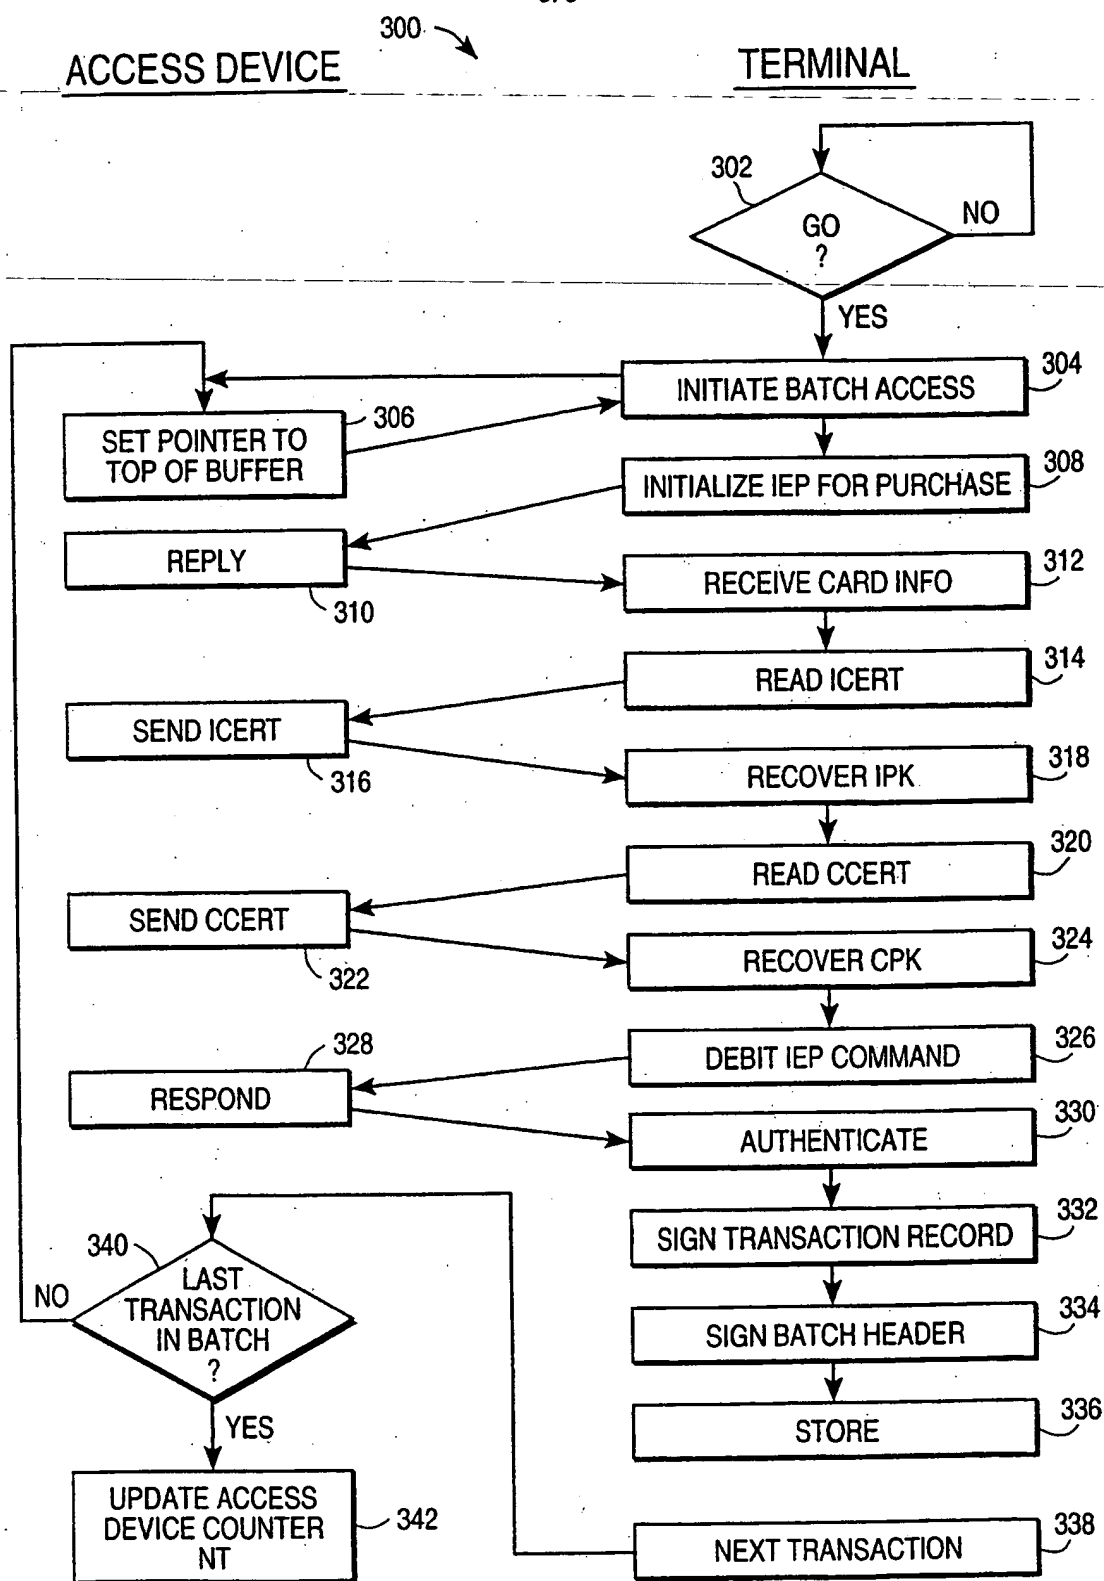 300
ACCESS DEVICE
TERMINAL
302
GO
?
NO
YES
304
INITIATE BATCH ACCESS
306
SET POINTER TO
TOP OF BUFFER
308
INITIALIZE IEP FOR PURCHASE
REPLY
310
312
RECEIVE CARD INFO
314
READ ICERT
SEND ICERT
316
318
RECOVER IPK
320
READ CCERT
SEND CCERT
322
324
RECOVER CPK
326
DEBIT IEP COMMAND
328
RESPOND
330
AUTHENTICATE
332
SIGN TRANSACTION RECORD
340
LAST
TRANSACTION
IN BATCH
?
NO
YES
334
SIGN BATCH HEADER
336
STORE
UPDATE ACCESS
DEVICE COUNTER
NT
342
338
NEXT TRANSACTION